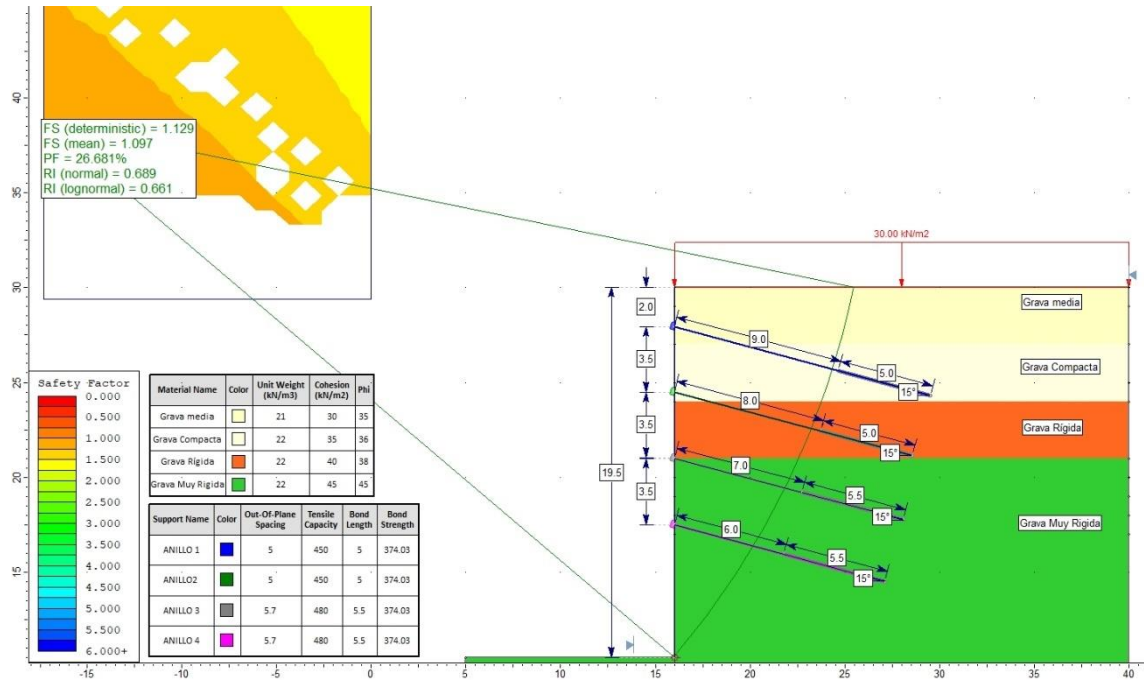 40
35
30
25
20
15
-15
-10
-5
0
5
10
15
20
25
30
35
40
FS (deterministic) = 1.129
FS (mean) = 1.097
PF = 26.681%
RI (normal) = 0.689
RI (lognormal) = 0.661
30.00 kN/m2
2.0
3.5
3.5
3.5
19.5
9.0
5.0
15°
8.0
5.0
15°
7.0
5.5
15°
6.0
5.5
15°
Grava media
Grava Compacta
Grava Rígida
Grava Muy Rigida
Safety Factor
0.000
0.500
1.000
1.500
2.000
2.500
3.000
3.500
4.000
4.500
5.000
5.500
6.000+
Material Name Color Unit Weight (kN/m3) Cohesion (kN/m2) Phi
Grava media 21 30 35
Grava Compacta 22 35 36
Grava Rígida 22 40 38
Grava Muy Rigida 22 45 45
Support Name Color Out-Of-Plane Spacing Tensile Capacity Bond Length Bond Strength
ANILLO 1 5 450 5 374.03
ANILLO2 5 450 5 374.03
ANILLO 3 5.7 480 5.5 374.03
ANILLO 4 5.7 480 5.5 374.03